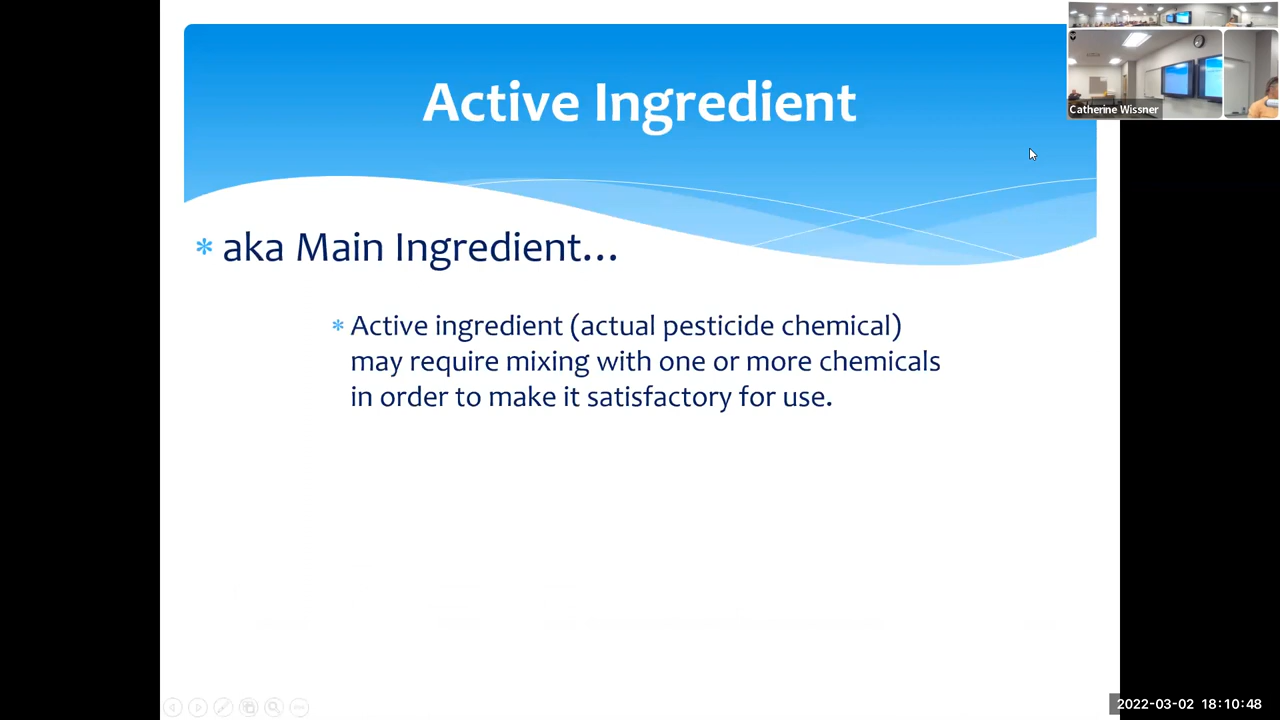 Active Ingredient
Catherine Wissner
* aka Main Ingredient...
* Active ingredient (actual pesticide chemical)
may require mixing with one or more chemicals
in order to make it satisfactory for use.
2022-03-02 18:10:48